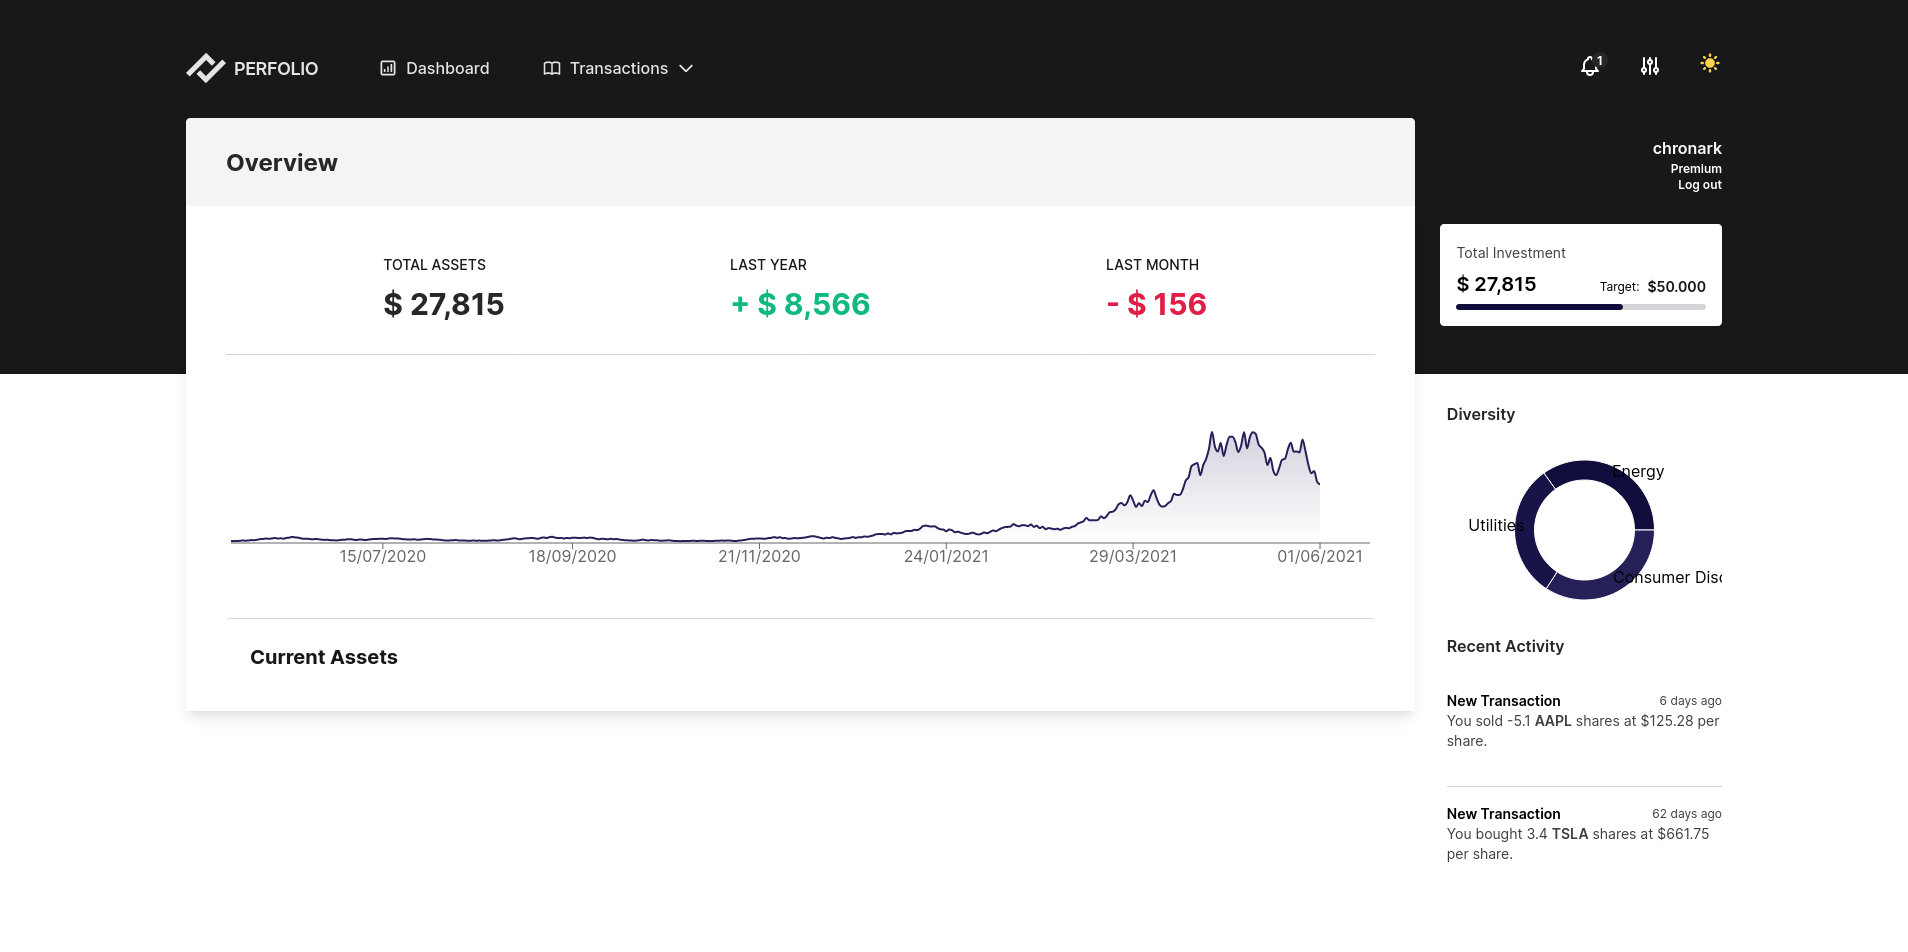 PERFOLIO
Dashboard
Transactions
1
chronark
Premium
Log out
Overview
TOTAL ASSETS
$ 27,815
LAST YEAR
+ $ 8,566
LAST MONTH
- $ 156
15/07/2020
18/09/2020
21/11/2020
24/01/2021
29/03/2021
01/06/2021
Current Assets
Total Investment
$ 27,815
Target: $50.000
Diversity
Energy
Utilities
Consumer Disc
Recent Activity
New Transaction
6 days ago
You sold -5.1 AAPL shares at $125.28 per
share.
New Transaction
62 days ago
You bought 3.4 TSLA shares at $661.75
per share.